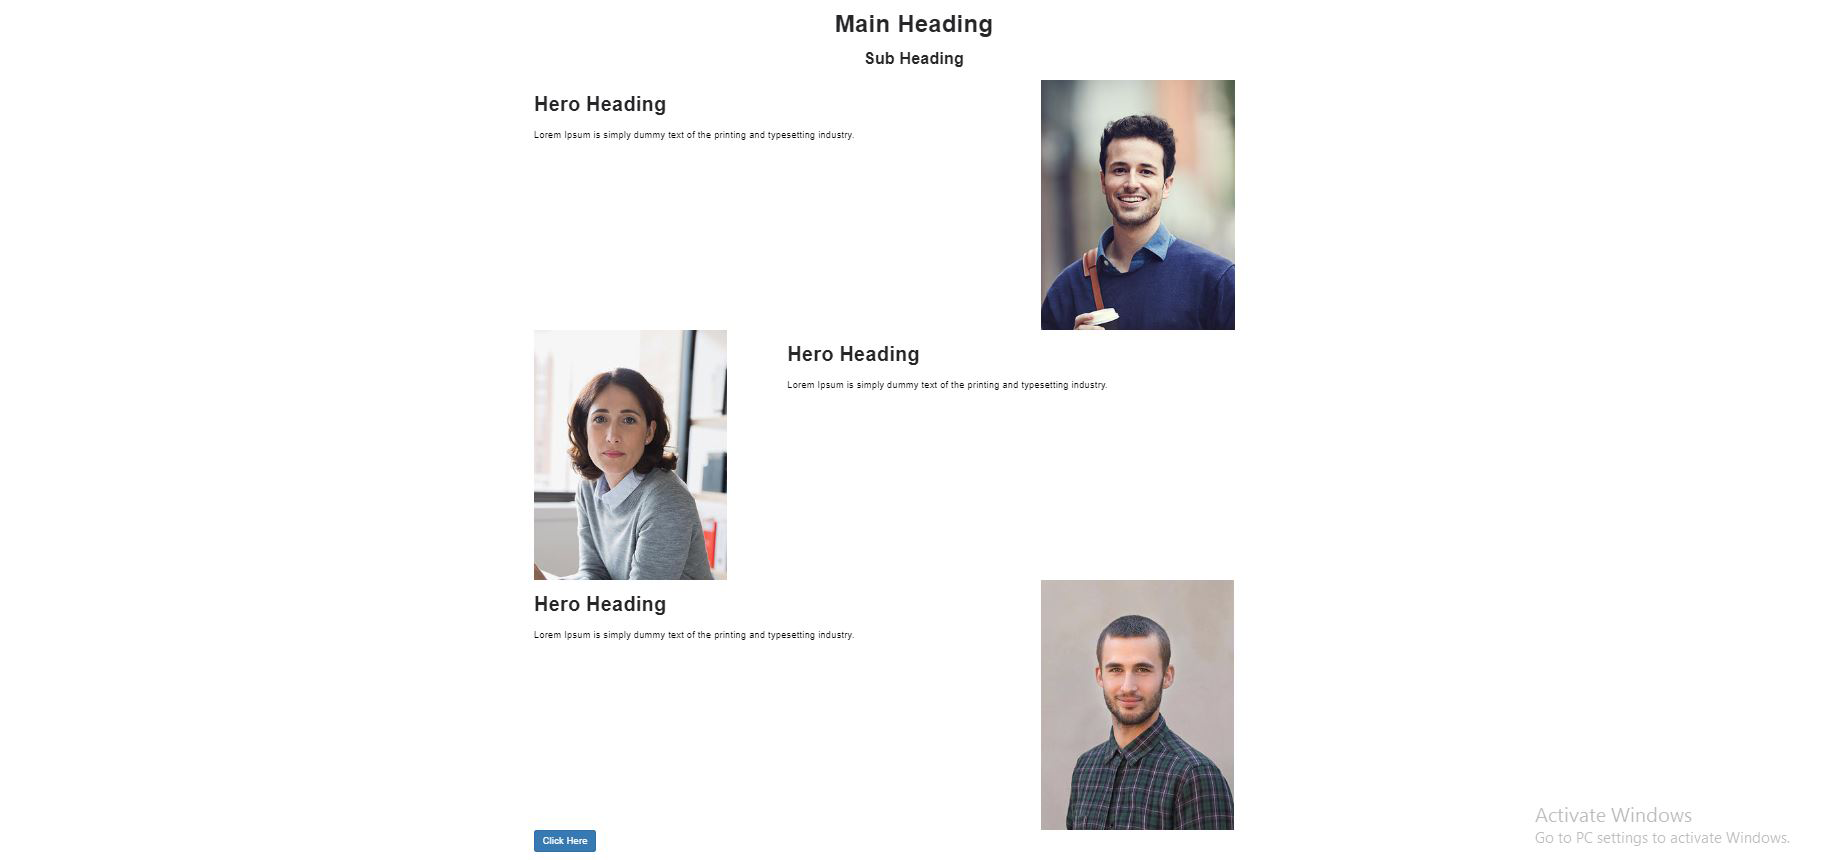 Main Heading
Sub Heading
Hero Heading
Lorem Ipsum is simply dummy text of the printing and typesetting industry.
Hero Heading
Lorem Ipsum is simply dummy text of the printing and typesetting industry.
Hero Heading
Lorem Ipsum is simply dummy text of the printing and typesetting industry.
Click Here
Activate Windows
Go to PC settings to activate Windows.